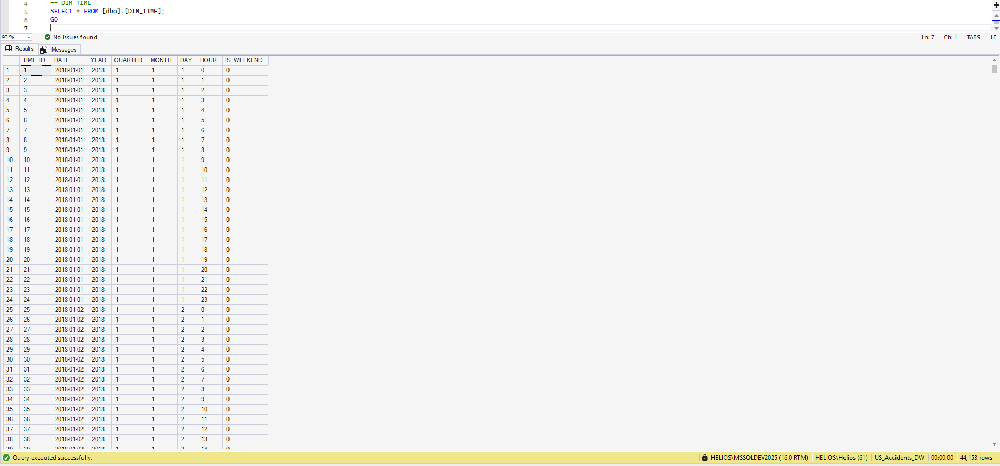 4 -- DIM_TIME
5 SELECT * FROM [dbo].[DIM_TIME];
6 GO
7
93 % No issues found Ln: 7 Ch: 1 TABS LF
Results Messages
TIME_ID DATE YEAR QUARTER MONTH DAY HOUR IS_WEEKEND
1 1 2018-01-01 2018 1 1 1 0 0
2 2 2018-01-01 2018 1 1 1 1 0
3 3 2018-01-01 2018 1 1 1 2 0
4 4 2018-01-01 2018 1 1 1 3 0
5 5 2018-01-01 2018 1 1 1 4 0
6 6 2018-01-01 2018 1 1 1 5 0
7 7 2018-01-01 2018 1 1 1 6 0
8 8 2018-01-01 2018 1 1 1 7 0
9 9 2018-01-01 2018 1 1 1 8 0
10 10 2018-01-01 2018 1 1 1 9 0
11 11 2018-01-01 2018 1 1 1 10 0
12 12 2018-01-01 2018 1 1 1 11 0
13 13 2018-01-01 2018 1 1 1 12 0
14 14 2018-01-01 2018 1 1 1 13 0
15 15 2018-01-01 2018 1 1 1 14 0
16 16 2018-01-01 2018 1 1 1 15 0
17 17 2018-01-01 2018 1 1 1 16 0
18 18 2018-01-01 2018 1 1 1 17 0
19 19 2018-01-01 2018 1 1 1 18 0
20 20 2018-01-01 2018 1 1 1 19 0
21 21 2018-01-01 2018 1 1 1 20 0
22 22 2018-01-01 2018 1 1 1 21 0
23 23 2018-01-01 2018 1 1 1 22 0
24 24 2018-01-01 2018 1 1 1 23 0
25 25 2018-01-02 2018 1 1 2 0 0
26 26 2018-01-02 2018 1 1 2 1 0
27 27 2018-01-02 2018 1 1 2 2 0
28 28 2018-01-02 2018 1 1 2 3 0
29 29 2018-01-02 2018 1 1 2 4 0
30 30 2018-01-02 2018 1 1 2 5 0
31 31 2018-01-02 2018 1 1 2 6 0
32 32 2018-01-02 2018 1 1 2 7 0
33 33 2018-01-02 2018 1 1 2 8 0
34 34 2018-01-02 2018 1 1 2 9 0
35 35 2018-01-02 2018 1 1 2 10 0
36 36 2018-01-02 2018 1 1 2 11 0
37 37 2018-01-02 2018 1 1 2 12 0
38 38 2018-01-02 2018 1 1 2 13 0
39 39 2018-01-02 2018 1 1 2 14 0
Query executed successfully. HELIOS\MSSQLDEV2025 (16.0 RTM) HELIOS\Helios (61) US_Accidents_DW 00:00:00 44,153 rows